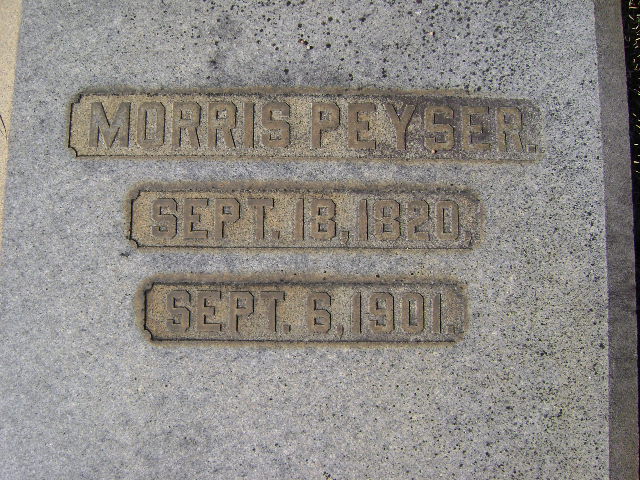 MORRIS PEYSER.
SEPT. 18, 1820.
SEPT. 6, 1901.